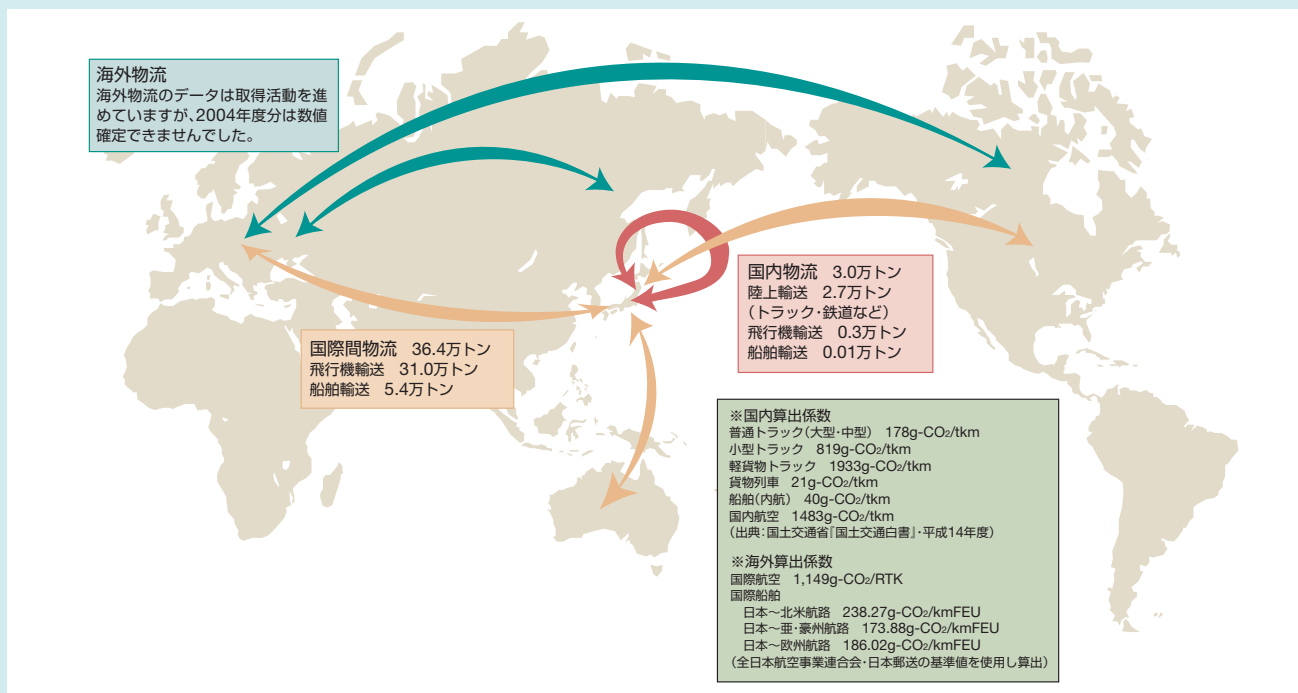 海外物流
海外物流のデータは取得活動を進
めていますが、2004年度分は数値
確定できませんでした。
国際間物流 36.4万トン
飛行機輸送 31.0万トン
船舶輸送 5.4万トン
国内物流 3.0万トン
陸上輸送 2.7万トン
（トラック・鉄道など）
飛行機輸送 0.3万トン
船舶輸送 0.01万トン
※国内算出係数
普通トラック（大型・中型） 178g-CO₂/tkm
小型トラック 819g-CO₂/tkm
軽貨物トラック 1933g-CO₂/tkm
貨物列車 21g-CO₂/tkm
船舶（内航） 40g-CO₂/tkm
国内航空 1483g-CO₂/tkm
（出典：国土交通省『国土交通白書』・平成14年度）
※海外算出係数
国際航空 1,149g-CO₂/RTK
国際船舶
日本～北米航路 238.27g-CO₂/kmFEU
日本～亜・豪州航路 173.88g-CO₂/kmFEU
日本～欧州航路 186.02g-CO₂/kmFEU
（全日本航空事業連合会・日本郵送の基準値を使用し算出）